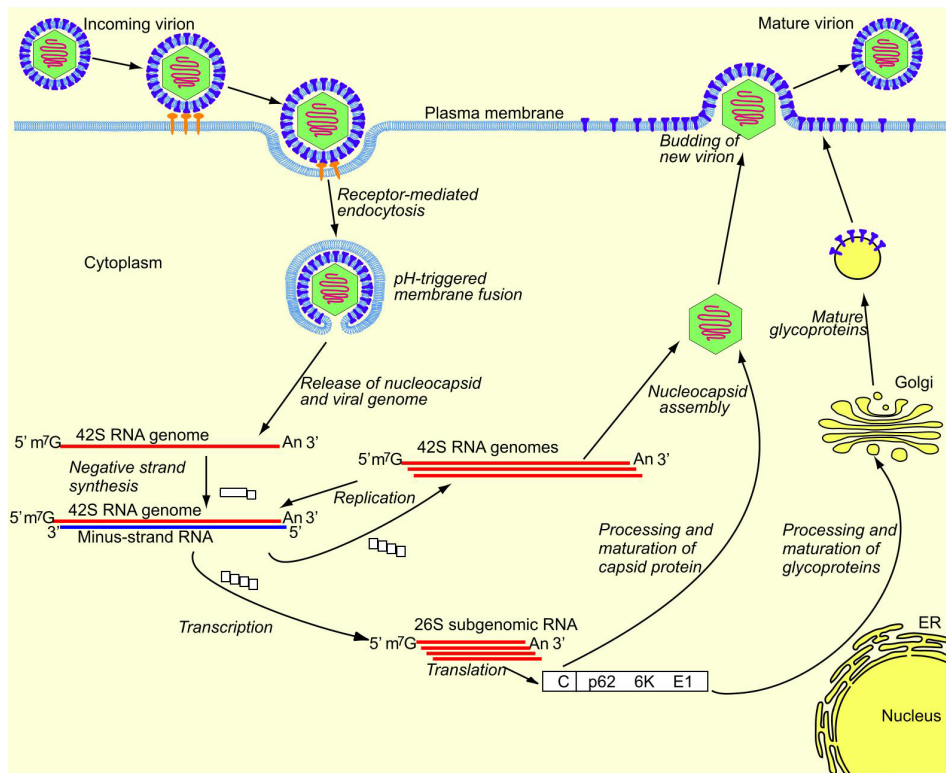 Incoming virion
Mature virion
Plasma membrane
Budding of
new virion
Receptor-mediated
endocytosis
Cytoplasm
pH-triggered
membrane fusion
Mature
glycoproteins
Release of nucleocapsid
and viral genome
Nucleocapsid
assembly
Golgi
5’ m⁷G 42S RNA genome An 3’
Negative strand
synthesis
42S RNA genomes
5’ m⁷G An 3’
Replication
42S RNA genome
5’ m⁷G An 3’
3’ Minus-strand RNA 5’
Processing and
maturation of
capsid protein
Processing and
maturation of
glycoproteins
Transcription
26S subgenomic RNA
5’ m⁷G An 3’
Translation
C p62 6K E1
ER
Nucleus